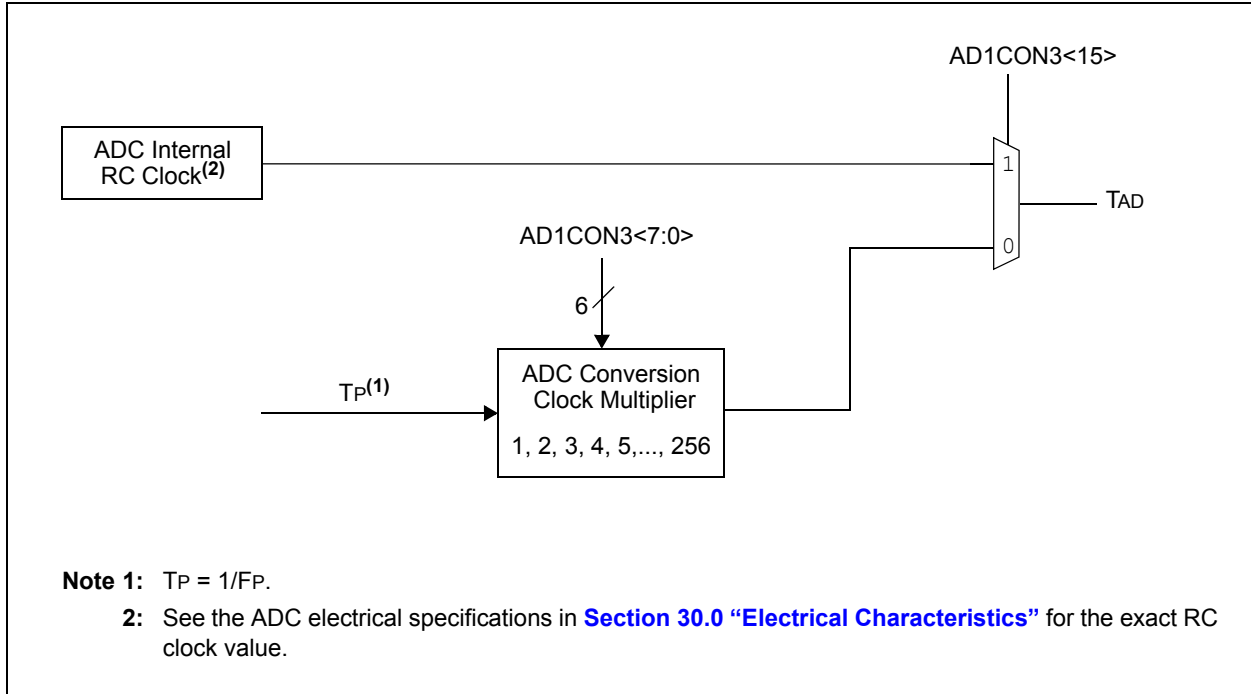 AD1CON3<15>
ADC Internal
RC Clock(2)
1
TAD
AD1CON3<7:0>
0
6
TP(1)
ADC Conversion
Clock Multiplier
1, 2, 3, 4, 5,..., 256
Note 1: TP = 1/FP.
2: See the ADC electrical specifications in Section 30.0 “Electrical Characteristics” for the exact RC
clock value.